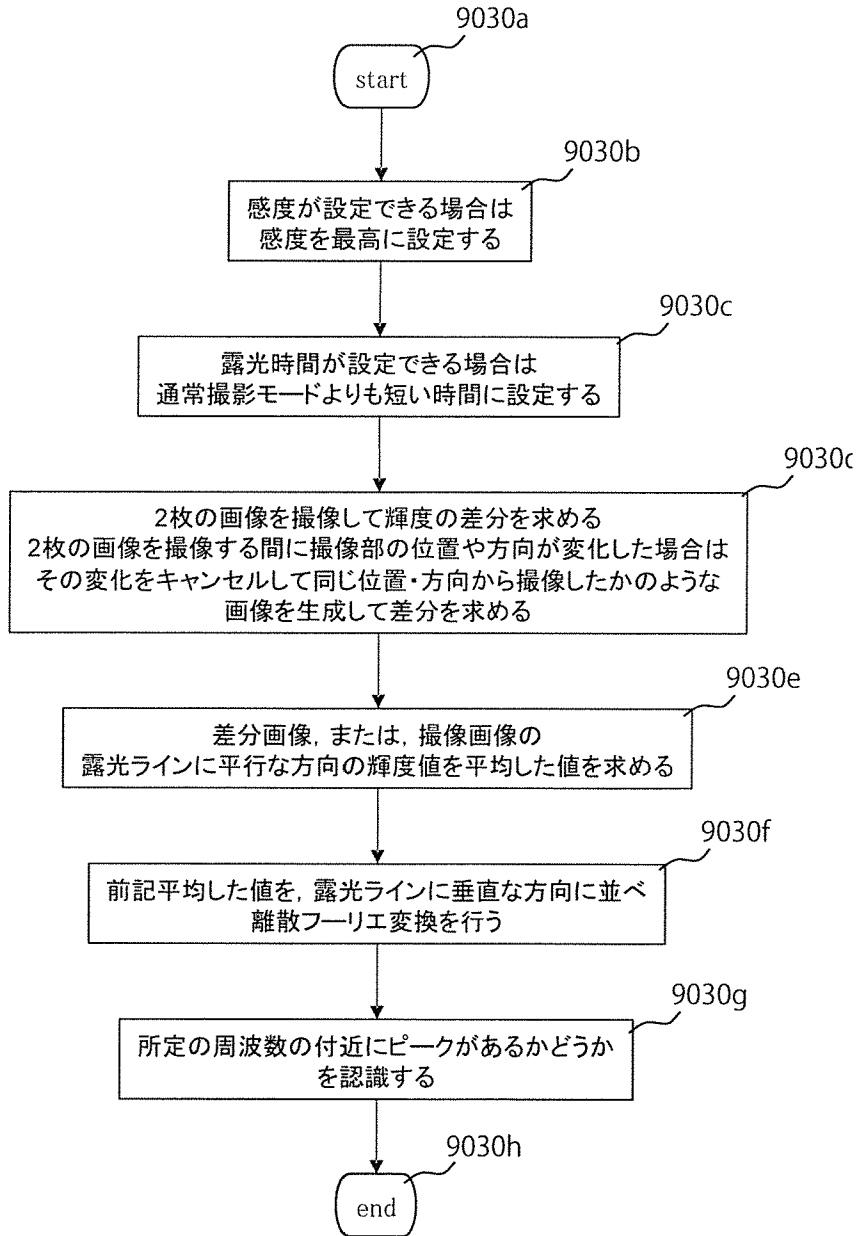 9030a
start
9030b
感度が設定できる場合は
感度を最高に設定する
9030c
露光時間が設定できる場合は
通常撮影モードよりも短い時間に設定する
9030d
2枚の画像を撮像して輝度の差分を求める
2枚の画像を撮像する間に撮像部の位置や方向が変化した場合は
その変化をキャンセルして同じ位置・方向から撮像したかのような
画像を生成して差分を求める
9030e
差分画像, または, 撮像画像の
露光ラインに平行な方向の輝度値を平均した値を求める
9030f
前記平均した値を, 露光ラインに垂直な方向に並べ
離散フーリエ変換を行う
9030g
所定の周波数の付近にピークがあるかどうか
を認識する
9030h
end